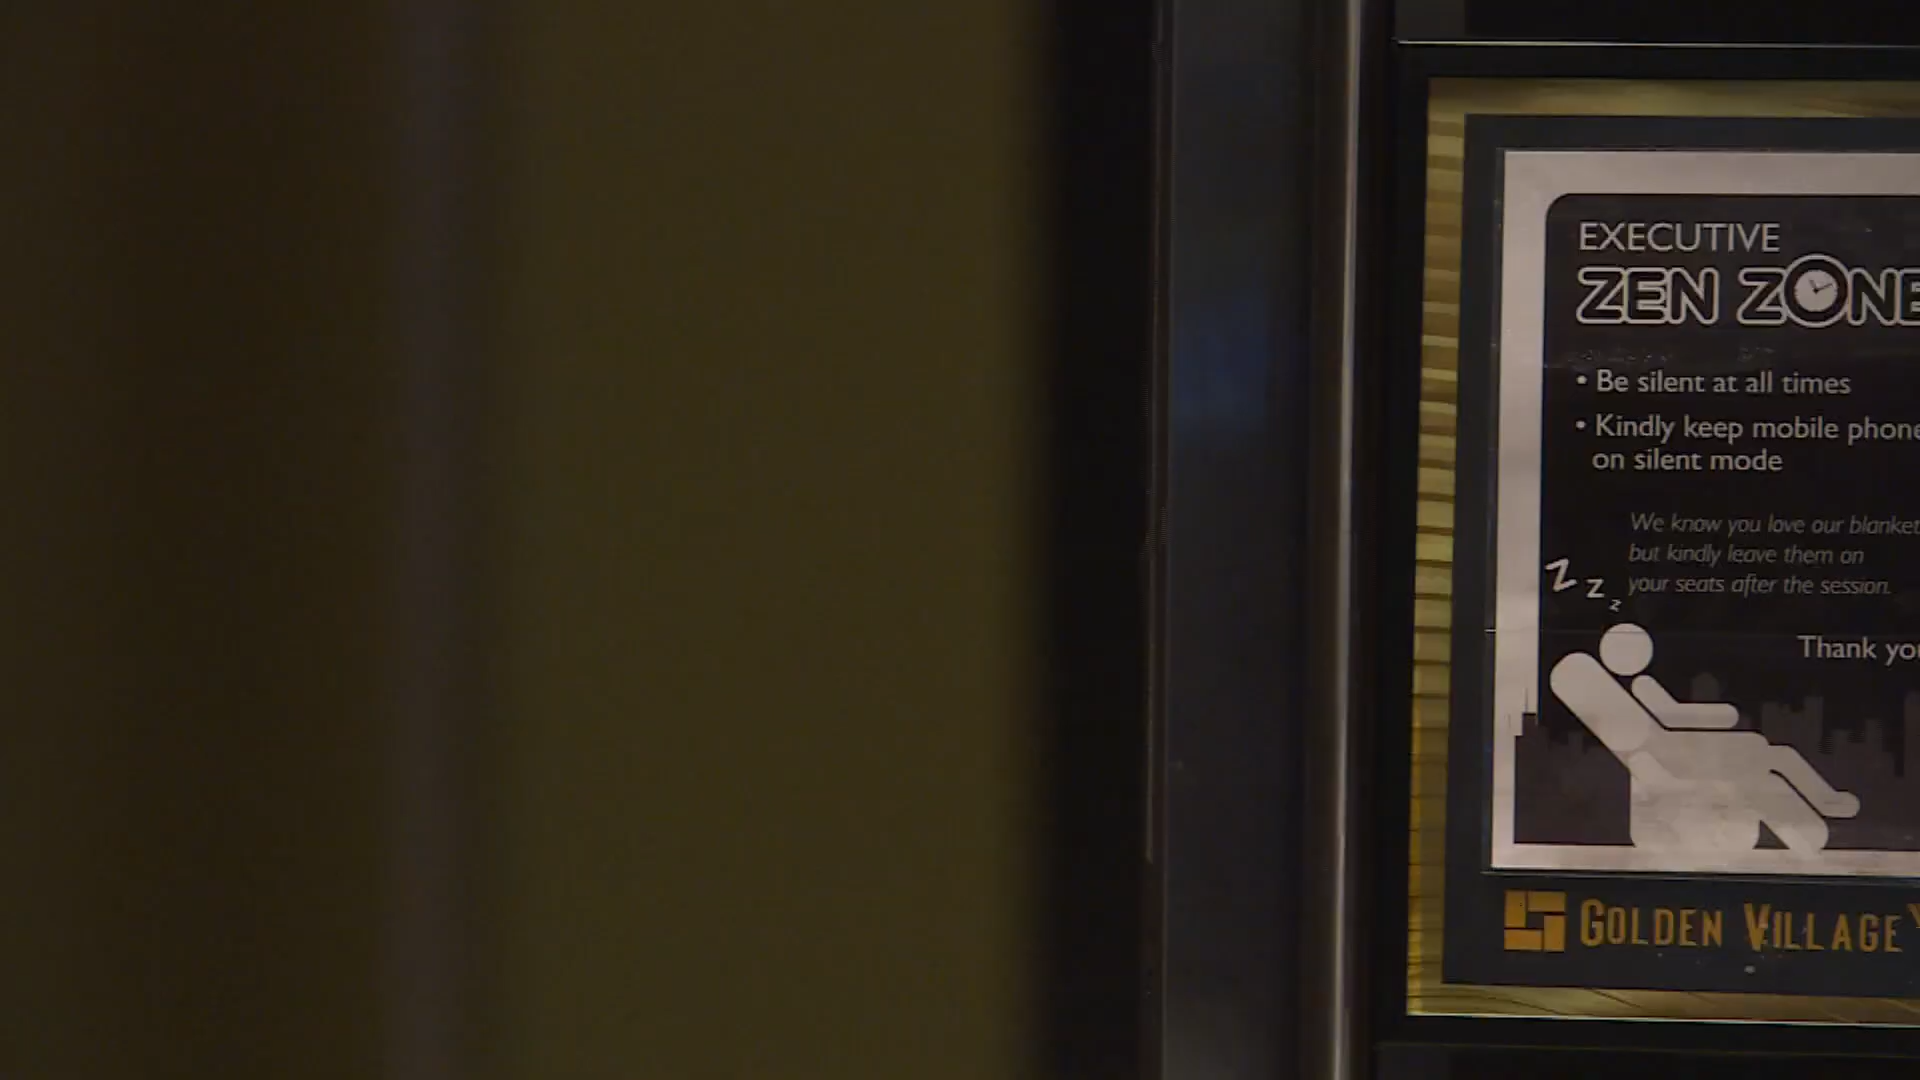 EXECUTIVE
ZEN ZONE
• Be silent at all times
• Kindly keep mobile phone
on silent mode
We know you love our blanket
but kindly leave them on
your seats after the session.
Z z z
Thank you
GOLDEN VILLAGE